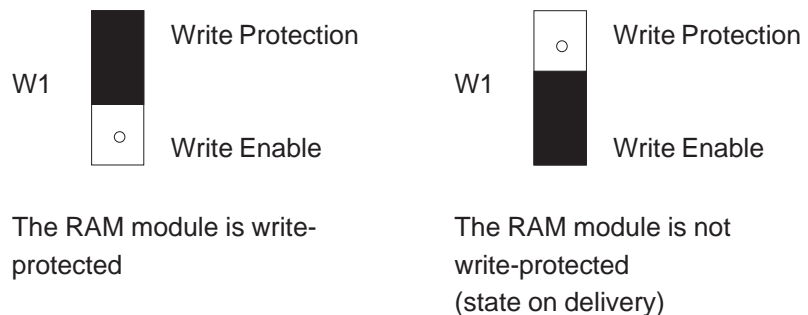 Write Protection
W1
Write Enable
The RAM module is write-
protected
Write Protection
W1
Write Enable
The RAM module is not
write-protected
(state on delivery)